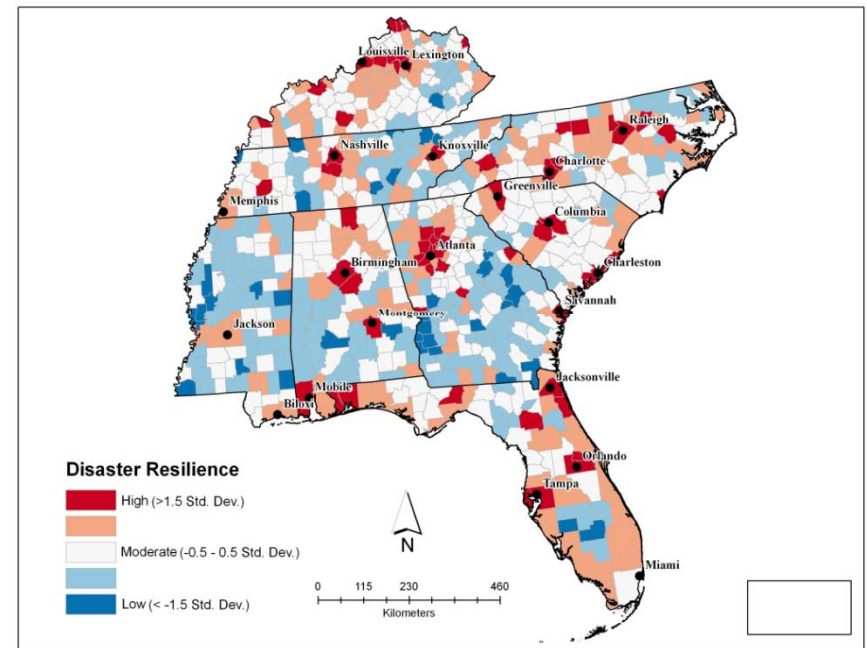 Louisville
Lexington
Nashville
Knoxville
Raleigh
Charlotte
Memphis
Greenville
Columbia
Atlanta
Birmingham
Charleston
Savannah
Jackson
Montgomery
Jacksonville
Mobile
Biloxi
Orlando
Tampa
Miami
Disaster Resilience
High (>1.5 Std. Dev.)
Moderate (-0.5 - 0.5 Std. Dev.)
Low (< -1.5 Std. Dev.)
N
0 115 230 460
Kilometers